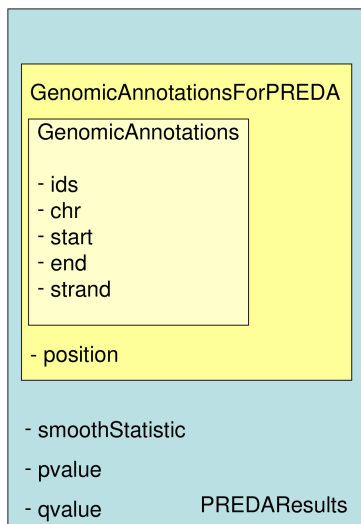 GenomicAnnotationsForPREDA
GenomicAnnotations
- ids
- chr
- start
- end
- strand
- position
- smoothStatistic
- pvalue
- qvalue
PREDAResults